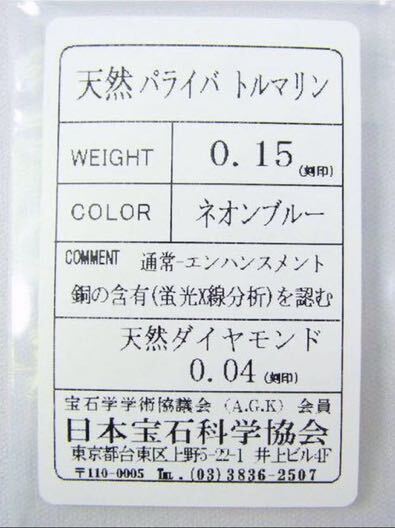 天然 パライバ トルマリン
WEIGHT 0.15(刻印)
COLOR ネオンブルー
COMMENT 通常-エンハンスメント
銅の含有(蛍光X線分析)を認む
天然ダイヤモンド
0.04(刻印)
宝石学学術協議会 (A.G.K) 会員
日本宝石科学協会
東京都台東区上野5-22-1 井上ビル4F
〒110-0005 TEL.(03)3836-2507